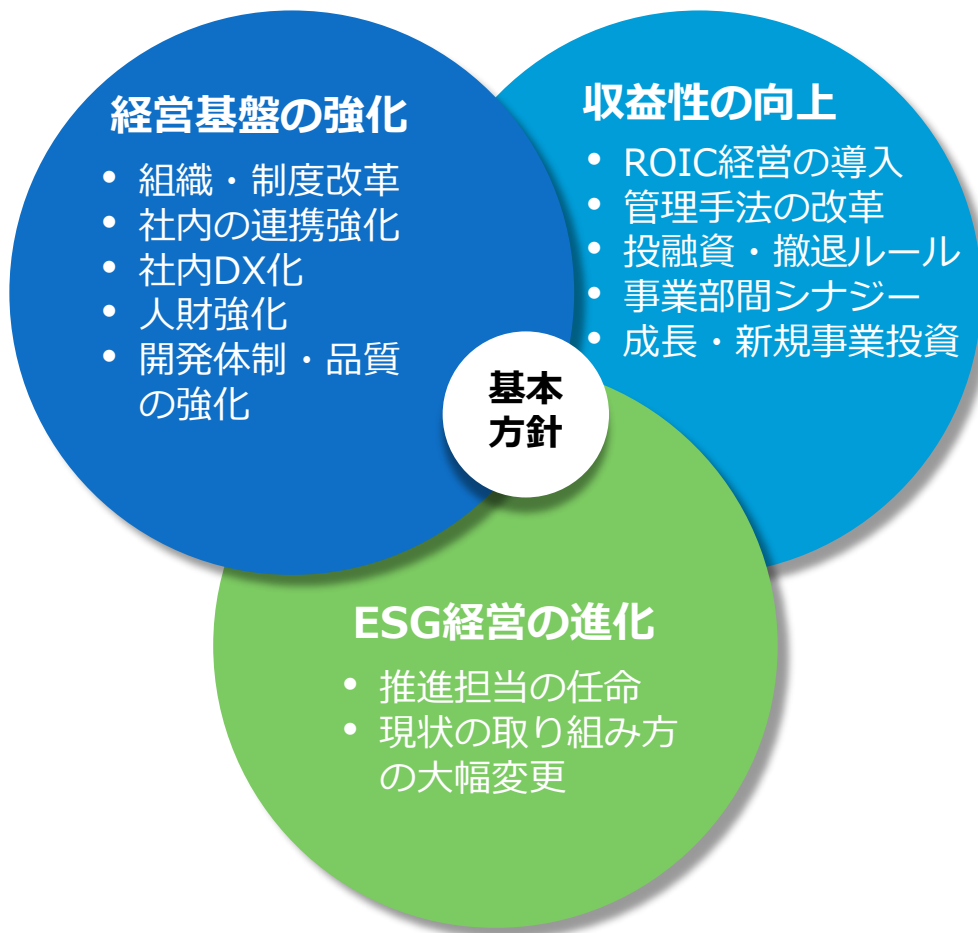 経営基盤の強化
• 組織・制度改革
• 社内の連携強化
• 社内DX化
• 人財強化
• 開発体制・品質
の強化
収益性の向上
• ROIC経営の導入
• 管理手法の改革
• 投融資・撤退ルール
• 事業部間シナジー
• 成長・新規事業投資
基本
方針
ESG経営の進化
• 推進担当の任命
• 現状の取り組み方
の大幅変更